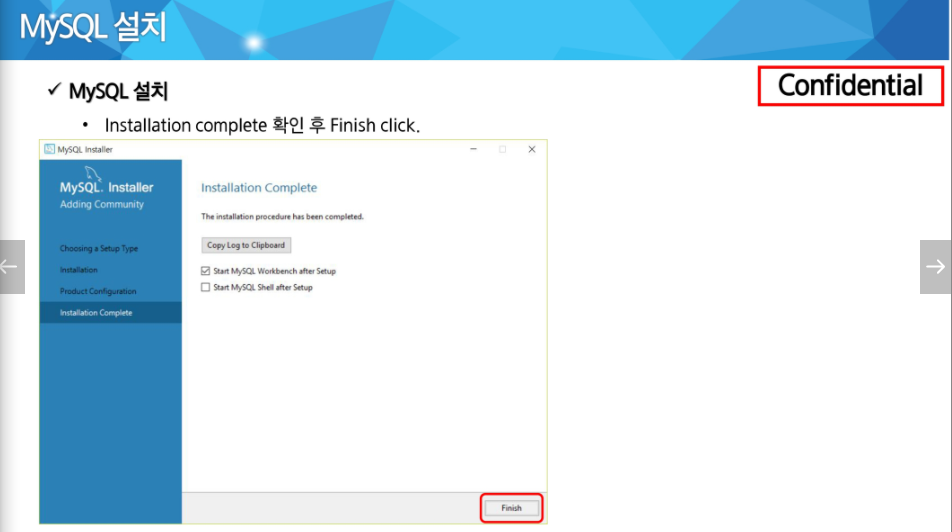 MySQL 설치
Confidential
✓ MySQL 설치
• Installation complete 확인 후 Finish click.
MySQL Installer
MySQL. Installer
Adding Community
Choosing a Setup Type
Installation
Product Configuration
Installation Complete
Installation Complete
The installation procedure has been completed.
Copy Log to Clipboard
Start MySQL Workbench after Setup
Start MySQL Shell after Setup
Finish